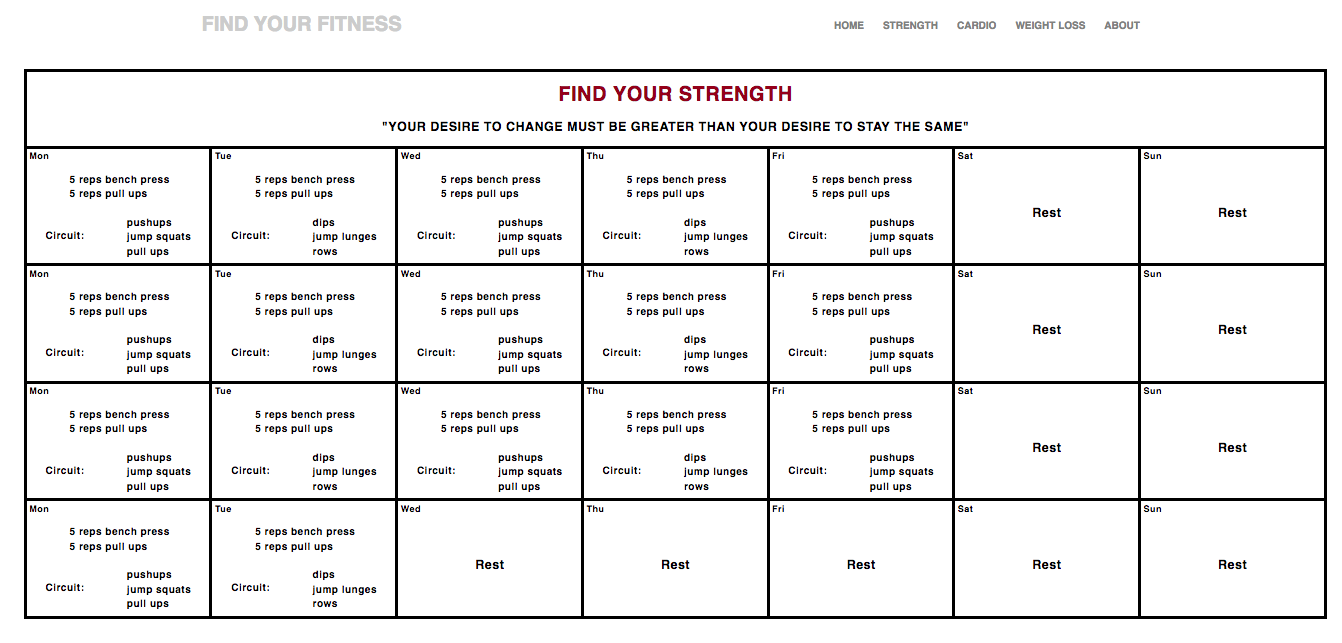 FIND YOUR FITNESS
HOME STRENGTH CARDIO WEIGHT LOSS ABOUT
FIND YOUR STRENGTH
"YOUR DESIRE TO CHANGE MUST BE GREATER THAN YOUR DESIRE TO STAY THE SAME"
Mon
5 reps bench press
5 reps pull ups
Circuit:
pushups
jump squats
pull ups
Tue
5 reps bench press
5 reps pull ups
Circuit:
dips
jump lunges
rows
Wed
5 reps bench press
5 reps pull ups
Circuit:
pushups
jump squats
pull ups
Thu
5 reps bench press
5 reps pull ups
Circuit:
dips
jump lunges
rows
Fri
5 reps bench press
5 reps pull ups
Circuit:
pushups
jump squats
pull ups
Sat
Rest
Sun
Rest
Mon
5 reps bench press
5 reps pull ups
Circuit:
pushups
jump squats
pull ups
Tue
5 reps bench press
5 reps pull ups
Circuit:
dips
jump lunges
rows
Wed
5 reps bench press
5 reps pull ups
Circuit:
pushups
jump squats
pull ups
Thu
5 reps bench press
5 reps pull ups
Circuit:
dips
jump lunges
rows
Fri
5 reps bench press
5 reps pull ups
Circuit:
pushups
jump squats
pull ups
Sat
Rest
Sun
Rest
Mon
5 reps bench press
5 reps pull ups
Circuit:
pushups
jump squats
pull ups
Tue
5 reps bench press
5 reps pull ups
Circuit:
dips
jump lunges
rows
Wed
5 reps bench press
5 reps pull ups
Circuit:
pushups
jump squats
pull ups
Thu
5 reps bench press
5 reps pull ups
Circuit:
dips
jump lunges
rows
Fri
5 reps bench press
5 reps pull ups
Circuit:
pushups
jump squats
pull ups
Sat
Rest
Sun
Rest
Mon
5 reps bench press
5 reps pull ups
Circuit:
pushups
jump squats
pull ups
Tue
5 reps bench press
5 reps pull ups
Circuit:
dips
jump lunges
rows
Wed
Rest
Thu
Rest
Fri
Rest
Sat
Rest
Sun
Rest